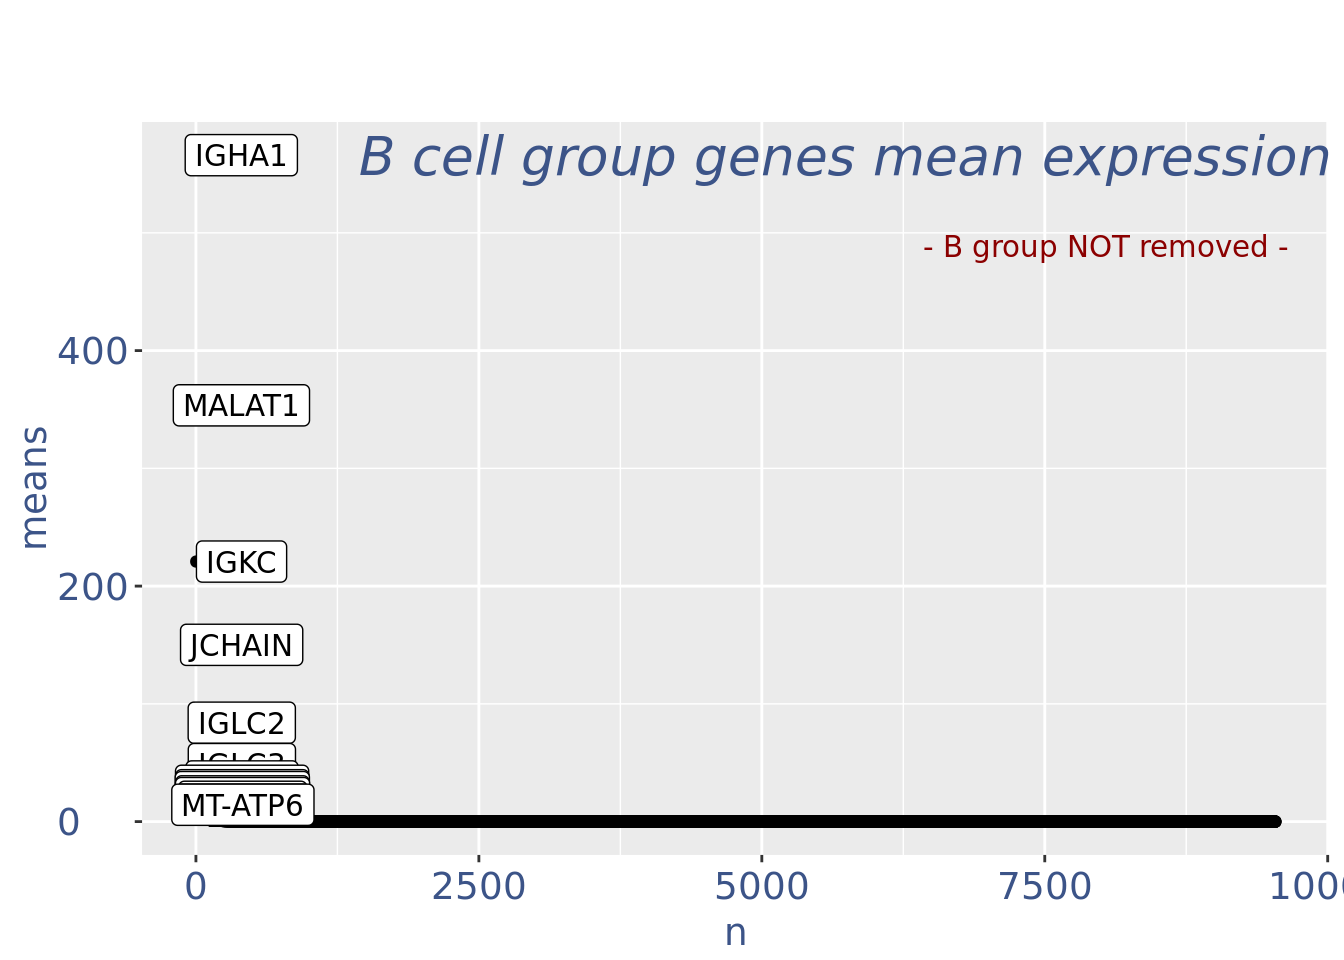 IGHA1
B cell group genes mean expression
- B group NOT removed -
400
MALAT1
means
IGKC
200
JCHAIN
IGLC2
IGLC3
MT-ATP6
0
0 2500 5000 7500
n